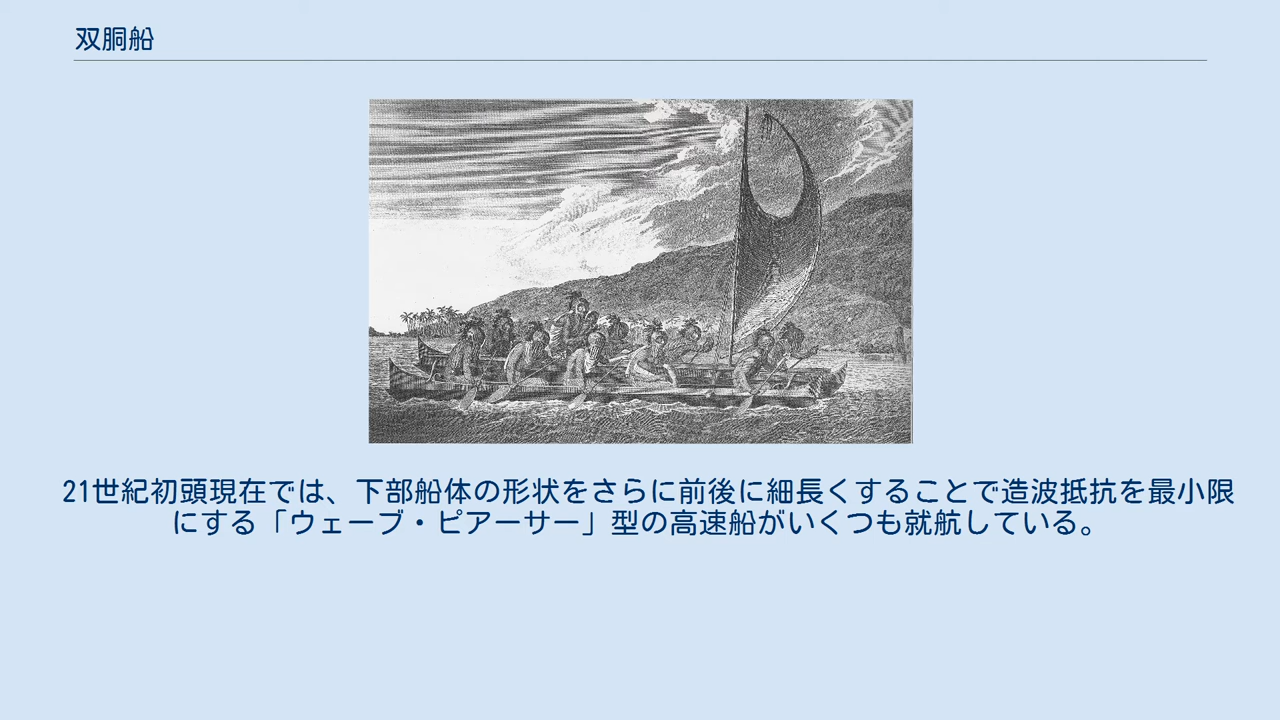 双胴船
21世紀初頭現在では、下部船体の形状をさらに前後に細長くすることで造波抵抗を最小限
にする「ウェーブ・ピアーサー」型の高速船がいくつも就航している。